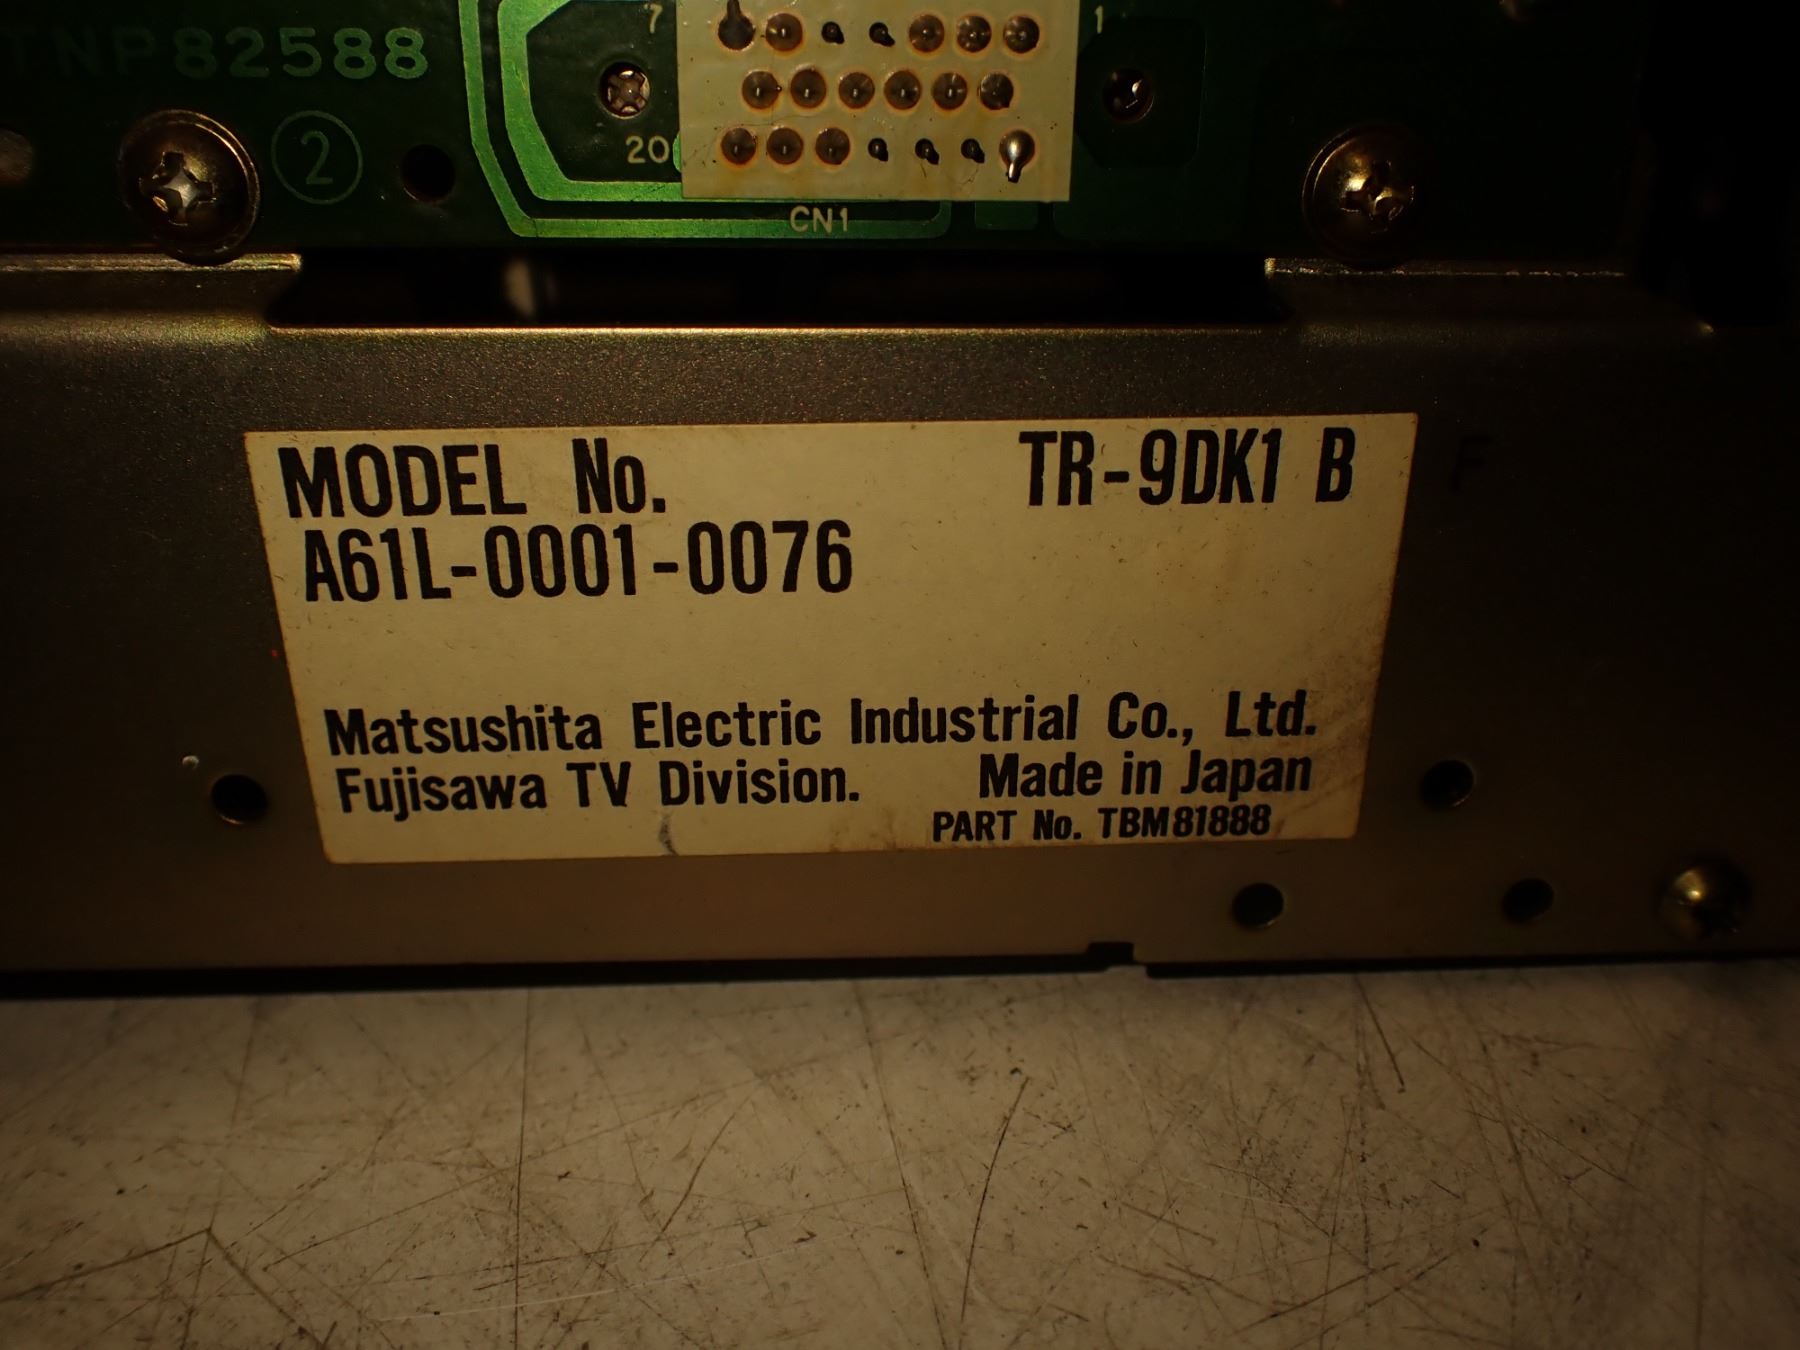 TNP82588
7
1
2
20
CN1
MODEL No. TR-9DK1 B
A61L-0001-0076
F
Matsushita Electric Industrial Co., Ltd.
Fujisawa TV Division. Made in Japan
PART No. TBM81888